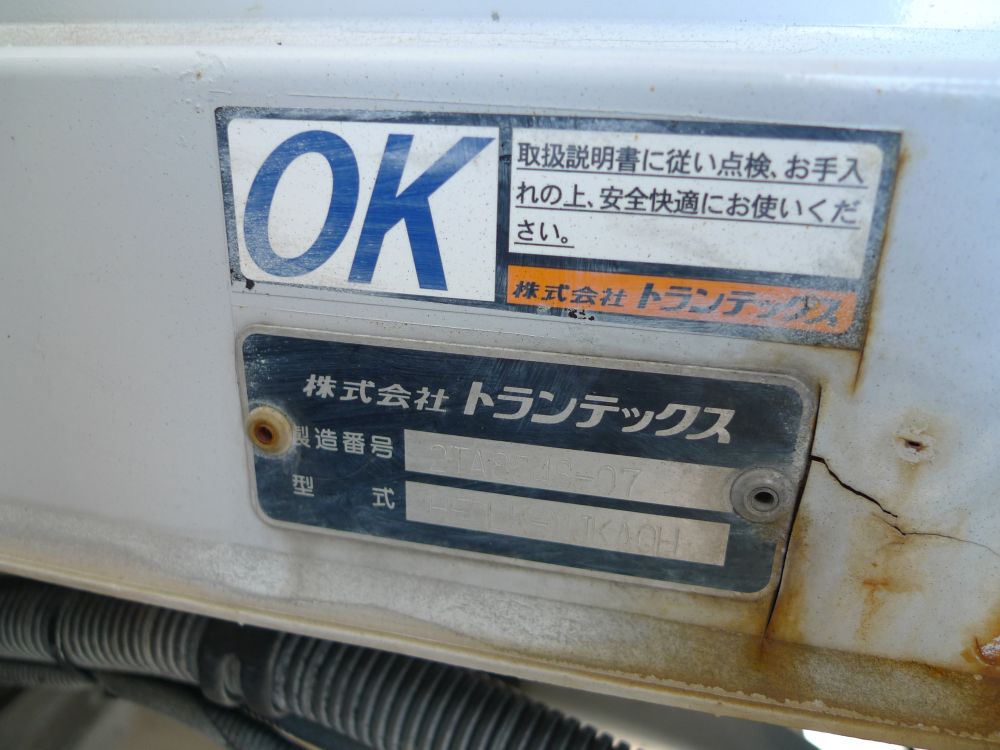 OK
取扱説明書に従い点検、お手入
れの上、安全快適にお使いくだ
さい。
株式会社 トランテックス
株式会社 トランテックス
製造番号
型式